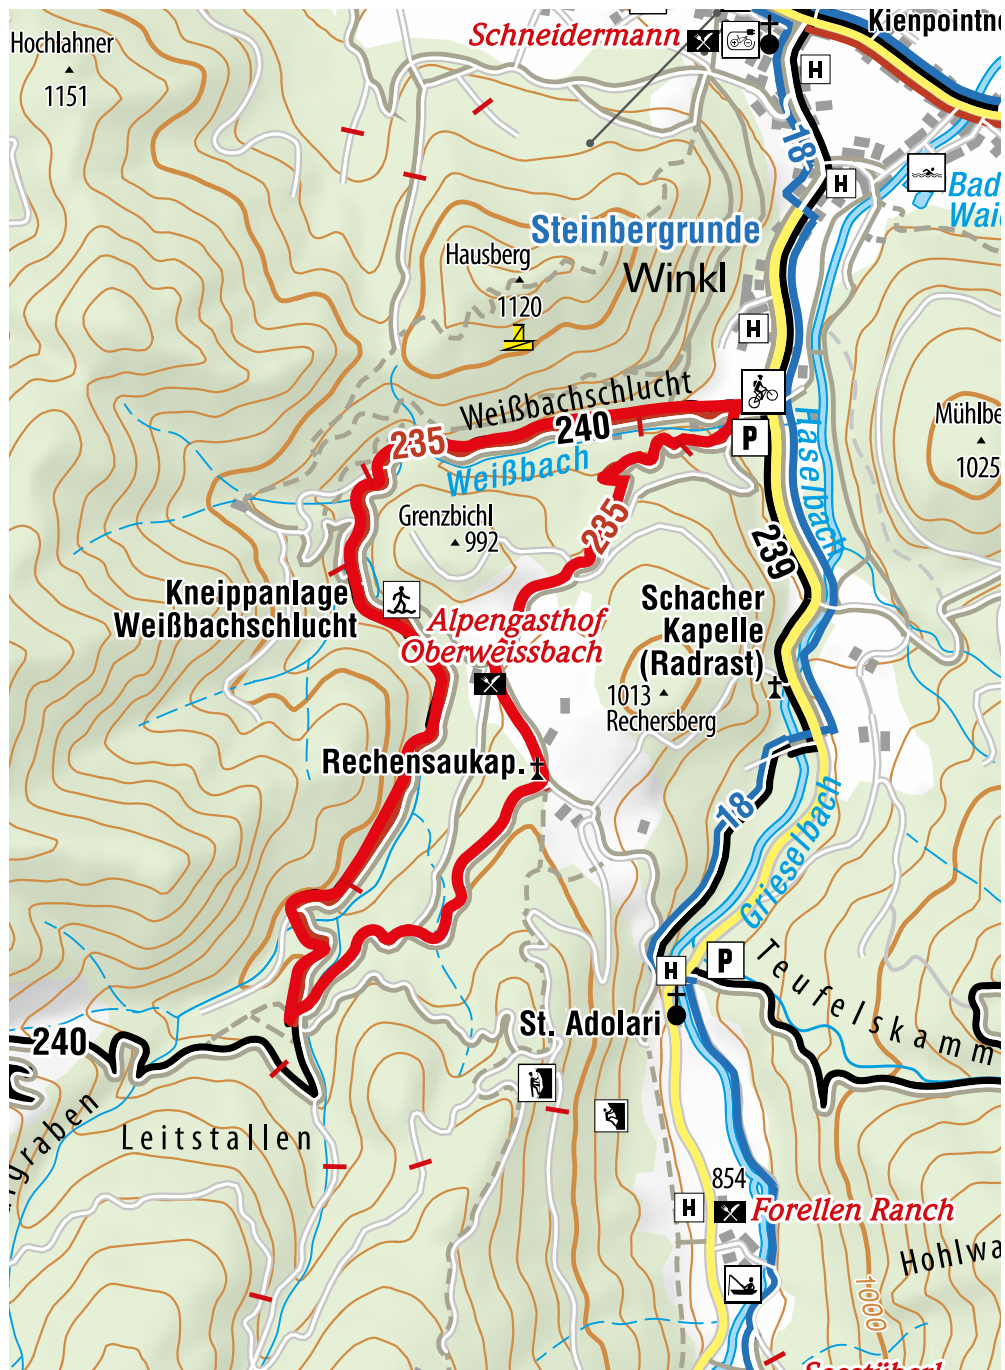 Hochlahner
1151
Schneidermann
Kienpointn
H
18
H
Bad
Steinbergrunde
Winkl
Hausberg
1120
H
Weißbachschlucht
235
240
P
Weißbach
Haselbach
1025
Grenzbichl
992
235
239
Kneippanlage
Weißbachschlucht
Alpengasthof
Oberweissbach
Schacher
Kapelle
(Radrast)
1013
Rechersberg
Rechensaukap.
18
Grieselbach
H
P
Teufelskamm
St. Adolari
240
graben
Leitstallen
854
H
Forellen Ranch
Hohlwa
1000